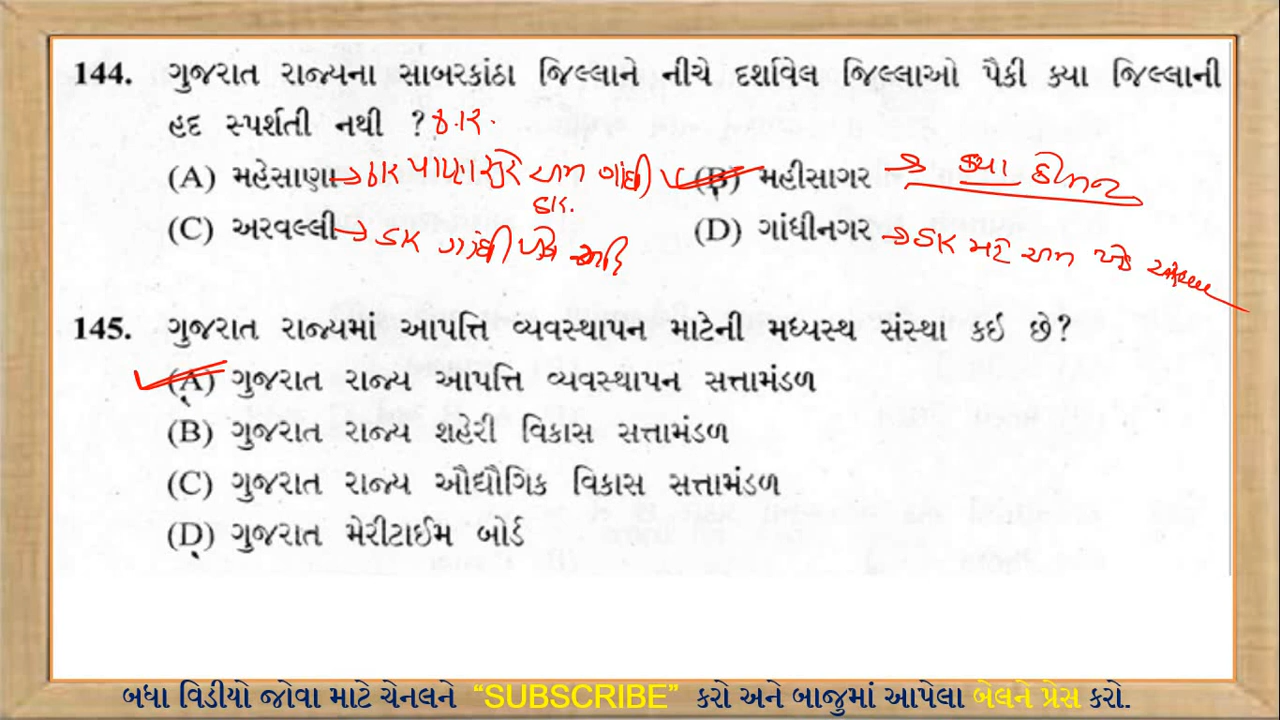 144. ગુજરાત રાજ્યના સાબરકાંઠા જિલ્લાને નીચે દર્શાવેલ જિલ્લાઓ પૈકી ક્યા જિલ્લાની
હદ સ્પર્શતી નથી ?
(A) મહેસાણા (B) મહીસાગર
(C) અરવલ્લી (D) ગાંધીનગર
145. ગુજરાત રાજ્યમાં આપત્તિ વ્યવસ્થાપન માટેની મધ્યસ્થ સંસ્થા કઇ છે?
(A) ગુજરાત રાજ્ય આપત્તિ વ્યવસ્થાપન સત્તામંડળ
(B) ગુજરાત રાજ્ય શહેરી વિકાસ સત્તામંડળ
(C) ગુજરાત રાજ્ય ઔદ્યૌગિક વિકાસ સત્તામંડળ
(D) ગુજરાત મેરીટાઈમ બોર્ડ
બધા વિડીયો જોવા માટે ચેનલને “SUBSCRIBE” કરો અને બાજુમાં આપેલા બેલને પ્રેસ કરો.